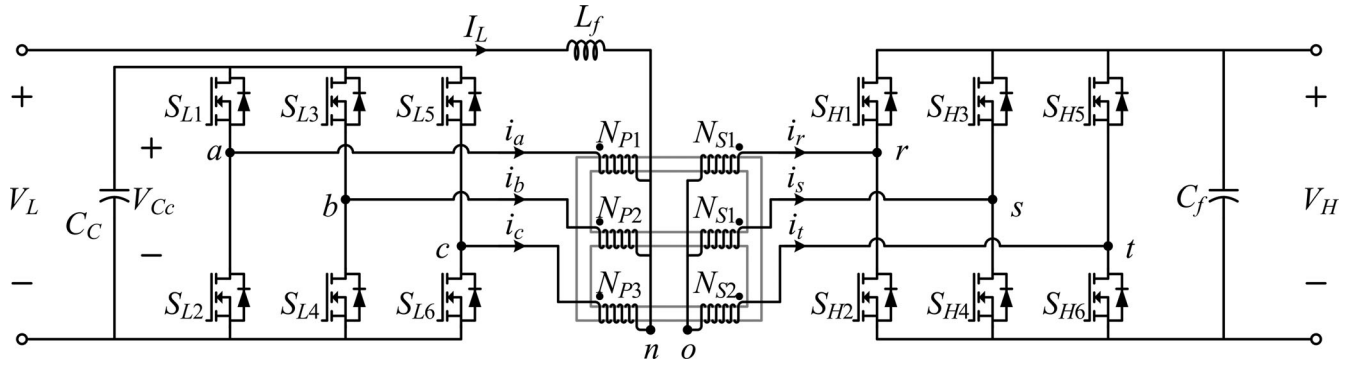 I_L L_f
+ S_L1 S_L3 S_L5 S_H1 S_H3 S_H5 +
a i_a N_P1 N_S1 i_r r
+
V_L C_C V_Cc b i_b N_P2 N_S1 i_s s C_f V_H
− c i_c i_t t
− S_L2 S_L4 S_L6 N_P3 N_S2 S_H2 S_H4 S_H6 −
n o